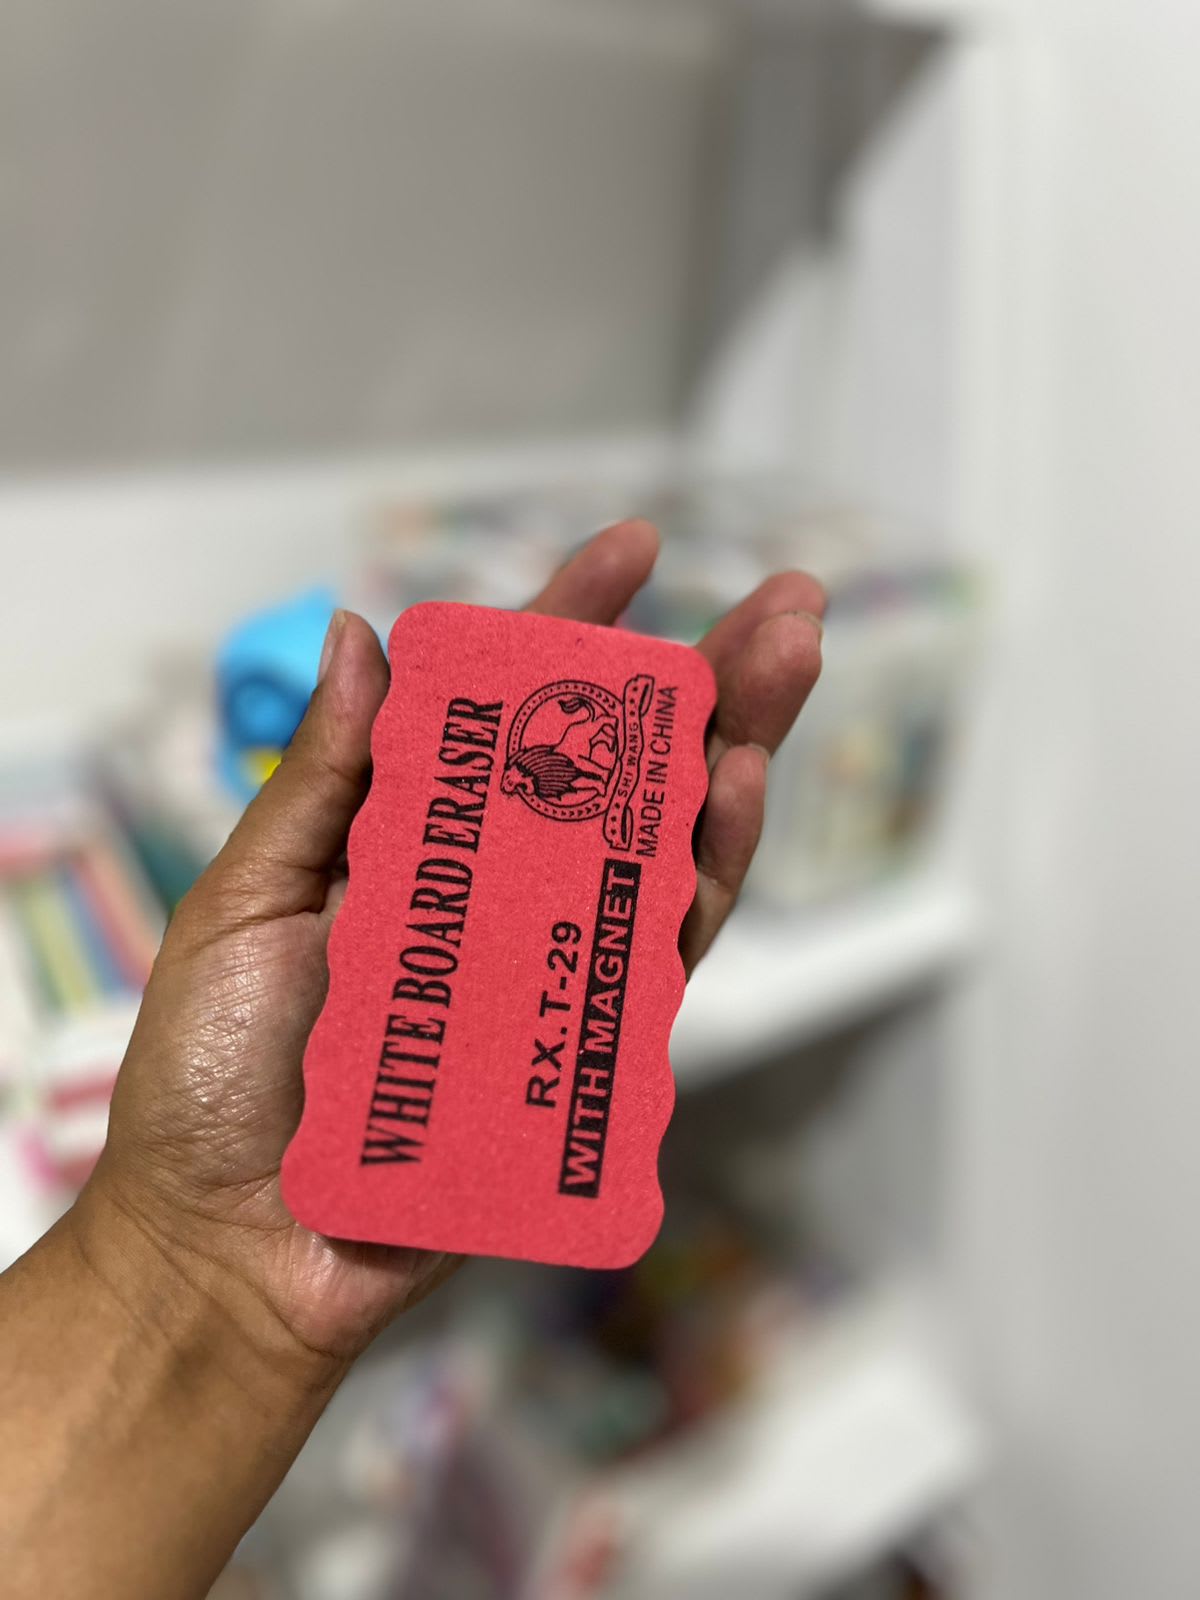 WHITE BOARD ERASER
RX.T-29
WITH MAGNET
SHI WANG
MADE IN CHINA